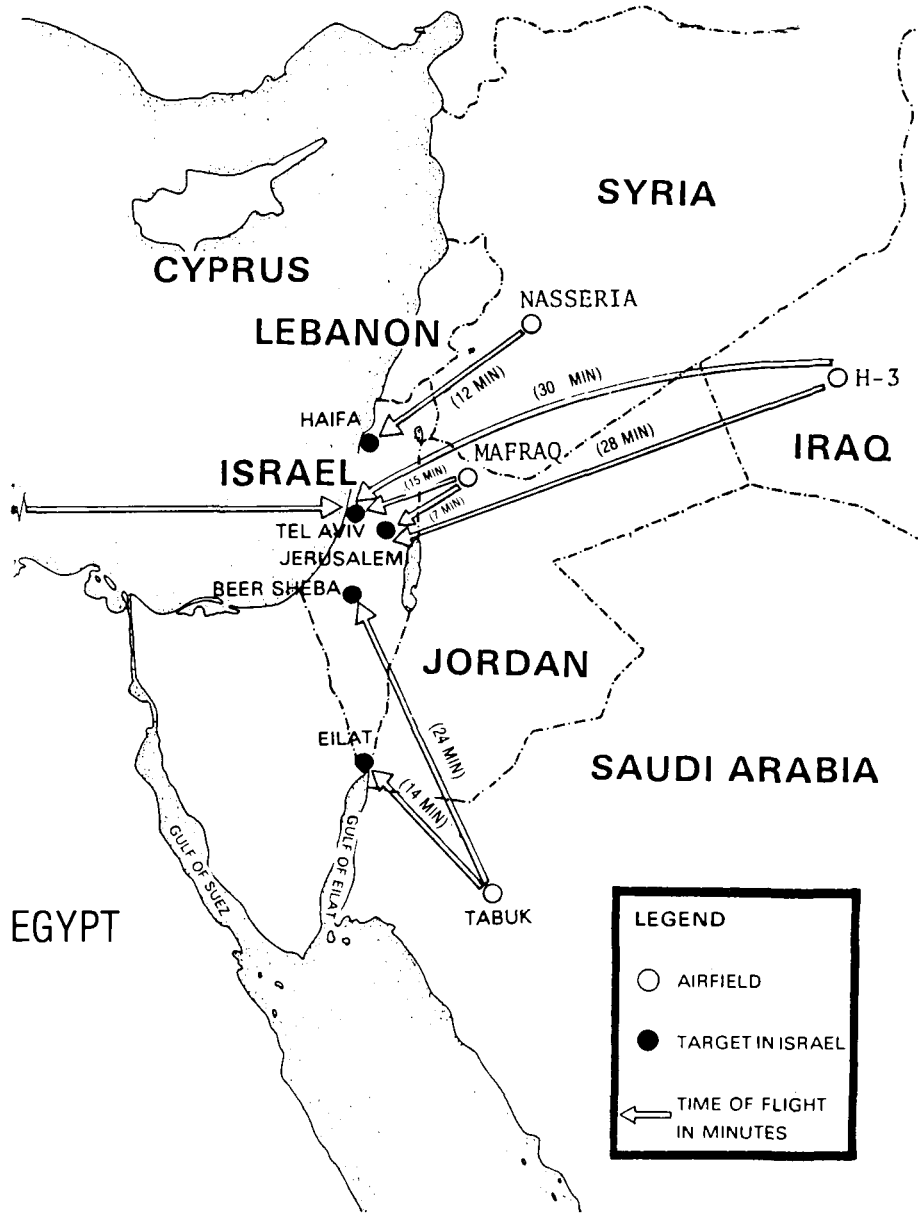 SYRIA
CYPRUS
NASSERIA
LEBANON
(12 MIN)
(30 MIN)
H-3
HAIFA
(28 MIN)
MAFRAQ
IRAQ
ISRAEL
(15 MIN)
(7 MIN)
TEL AVIV
JERUSALEM
BEER SHEBA
JORDAN
EILAT
(24 MIN)
SAUDI ARABIA
(14 MIN)
GULF OF SUEZ
GULF OF EILAT
TABUK
EGYPT
LEGEND
AIRFIELD
TARGET IN ISRAEL
TIME OF FLIGHT
IN MINUTES